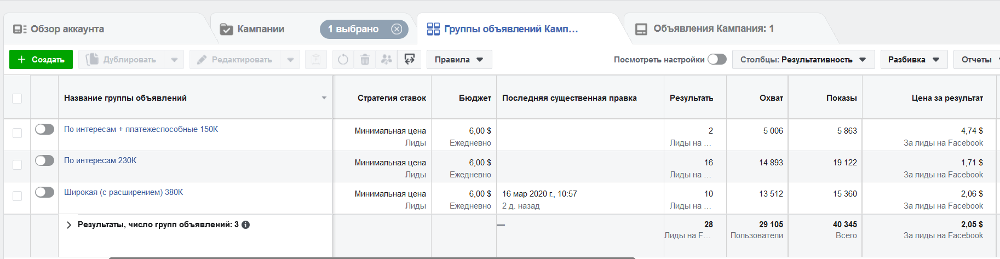 Обзор аккаунта
Кампании
1 выбрано
Группы объявлений Камп...
Объявления Кампания: 1
+ Создать
Дублировать
Редактировать
Правила
Посмотреть настройки
Столбцы: Результативность
Разбивка
Отчеты
Название группы объявлений
Стратегия ставок
Бюджет
Последняя существенная правка
Результать
Охват
Показы
Цена за результат
По интересам + платежеспособные 150К
Минимальная цена
Лиды
6,00 $
Ежедневно
2
Лиды на ...
5 006
5 863
4,74 $
За лиды на Facebook
По интересам 230К
Минимальная цена
Лиды
6,00 $
Ежедневно
16
Лиды на ...
14 893
19 122
1,71 $
За лиды на Facebook
Широкая (с расширением) 380К
Минимальная цена
Лиды
6,00 $
Ежедневно
16 мар 2020 г., 10:57
2 д. назад
10
Лиды на ...
13 512
15 360
2,06 $
За лиды на Facebook
Результаты, число групп объявлений: 3
—
28
Лиды на F...
29 105
Пользователи
40 345
Всего
2,05 $
За лиды на Facebook